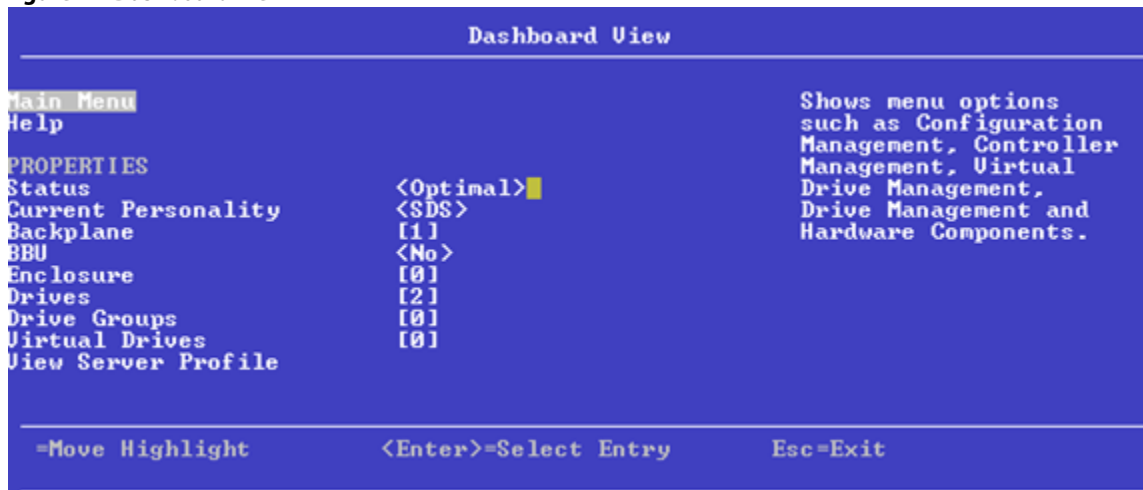 Dashboard View
Main Menu
Help
PROPERTIES
Status <Optimal>
Current Personality <SDS>
Backplane [1]
BBU <No>
Enclosure [0]
Drives [2]
Drive Groups [0]
Virtual Drives [0]
View Server Profile
Shows menu options
such as Configuration
Management, Controller
Management, Virtual
Drive Management,
Drive Management and
Hardware Components.
=Move Highlight <Enter>=Select Entry Esc=Exit